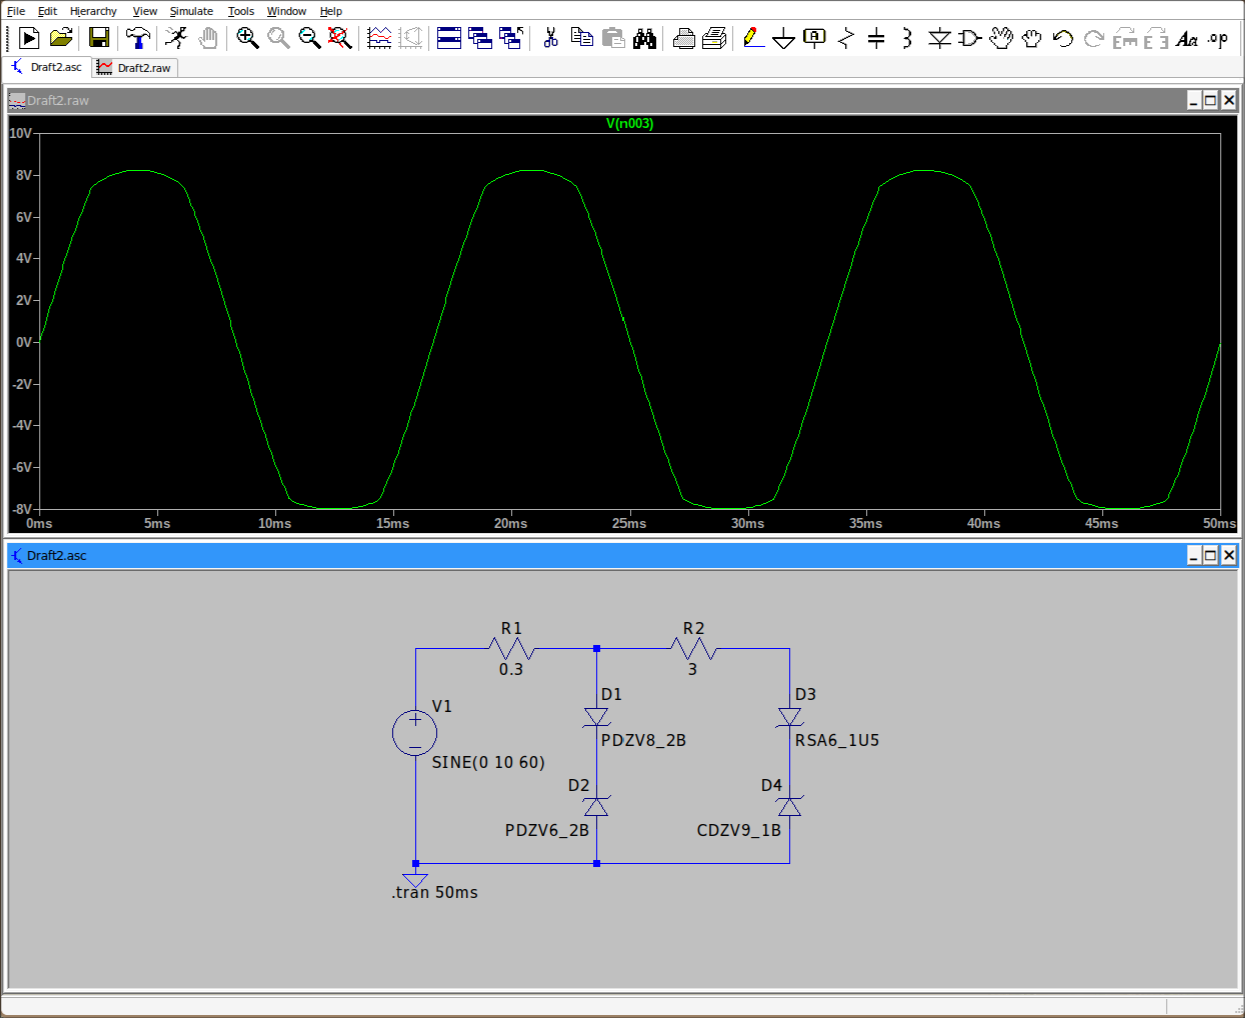 File Edit Hierarchy View Simulate Tools Window Help
A Aa .op
Draft2.asc Draft2.raw
Draft2.raw
V(n003)
10V
8V
6V
4V
2V
0V
-2V
-4V
-6V
-8V
0ms 5ms 10ms 15ms 20ms 25ms 30ms 35ms 40ms 45ms 50ms
Draft2.asc
R1 R2
0.3 3
D1 D3
V1
PDZV8_2B RSA6_1U5
SINE(0 10 60)
D2 D4
PDZV6_2B CDZV9_1B
.tran 50ms